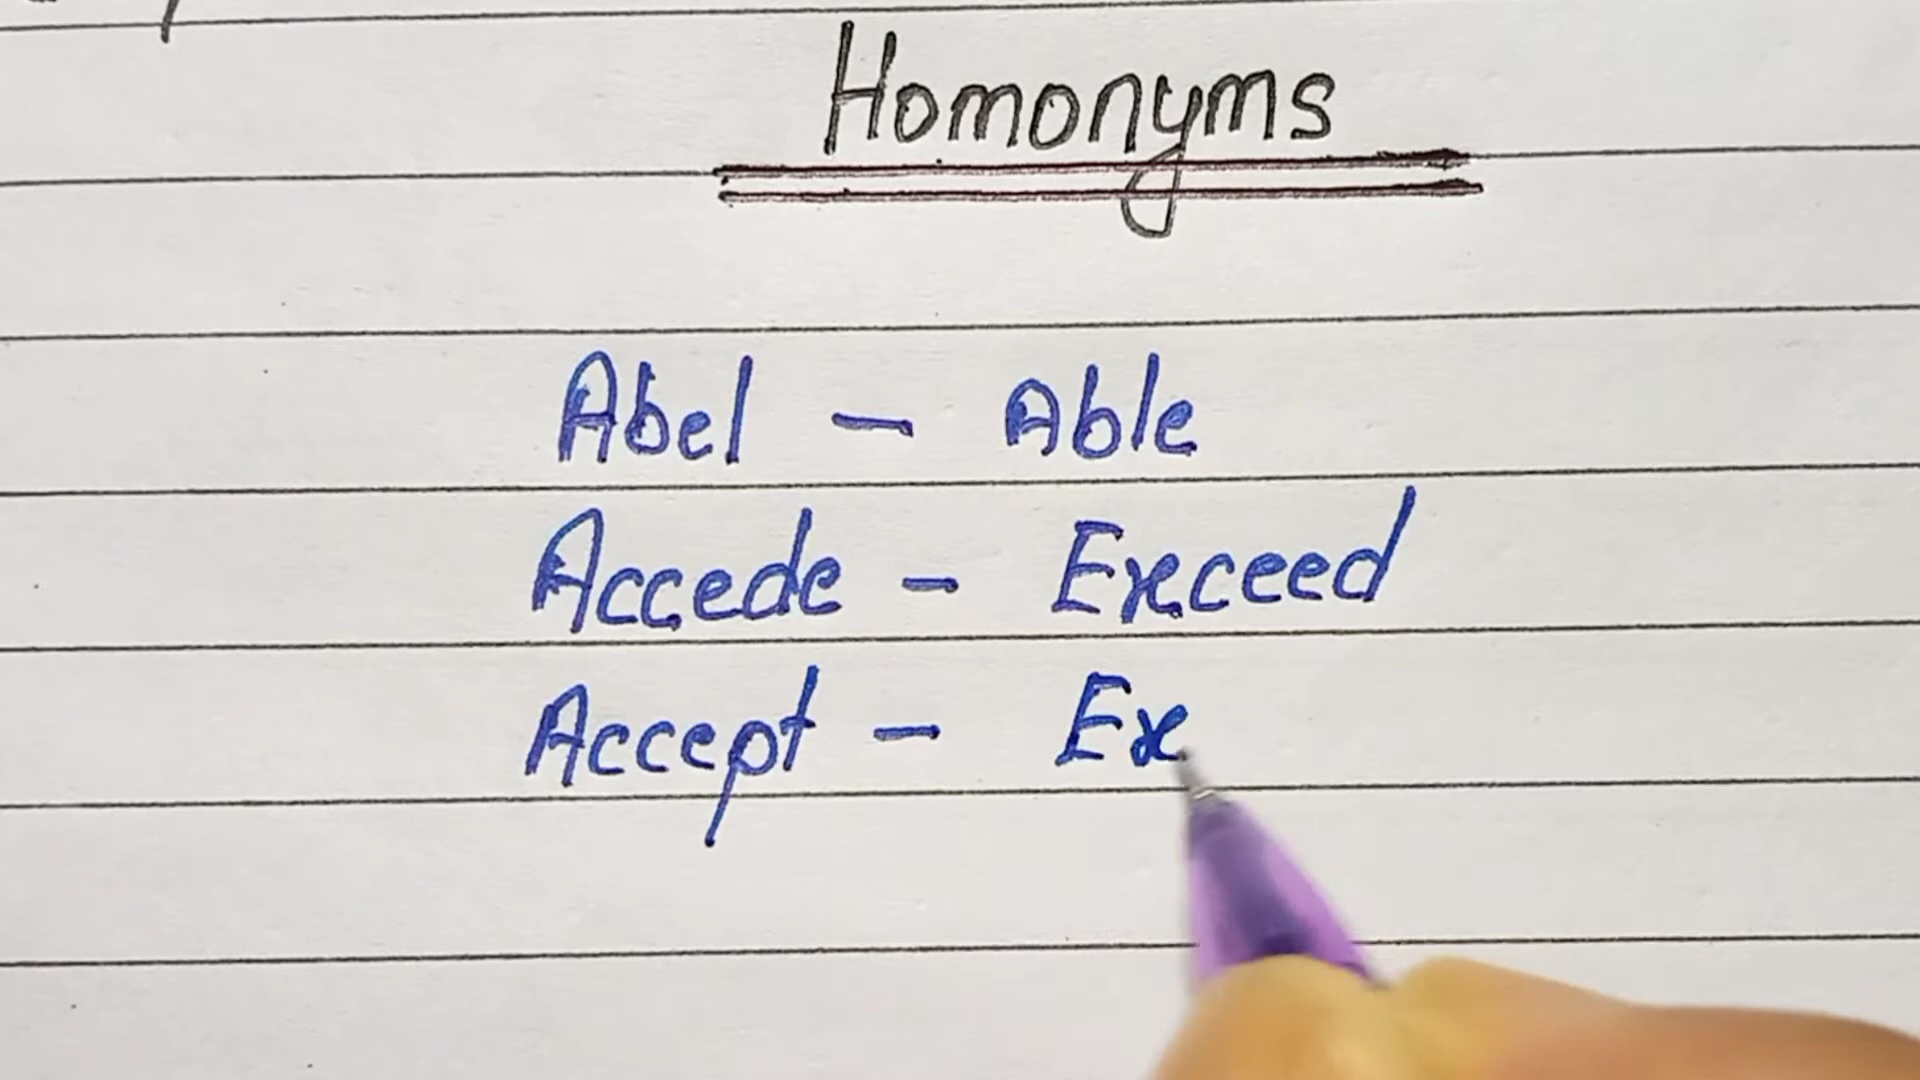 Homonyms
Abel - Able
Accede - Exceed
Accept - Ex